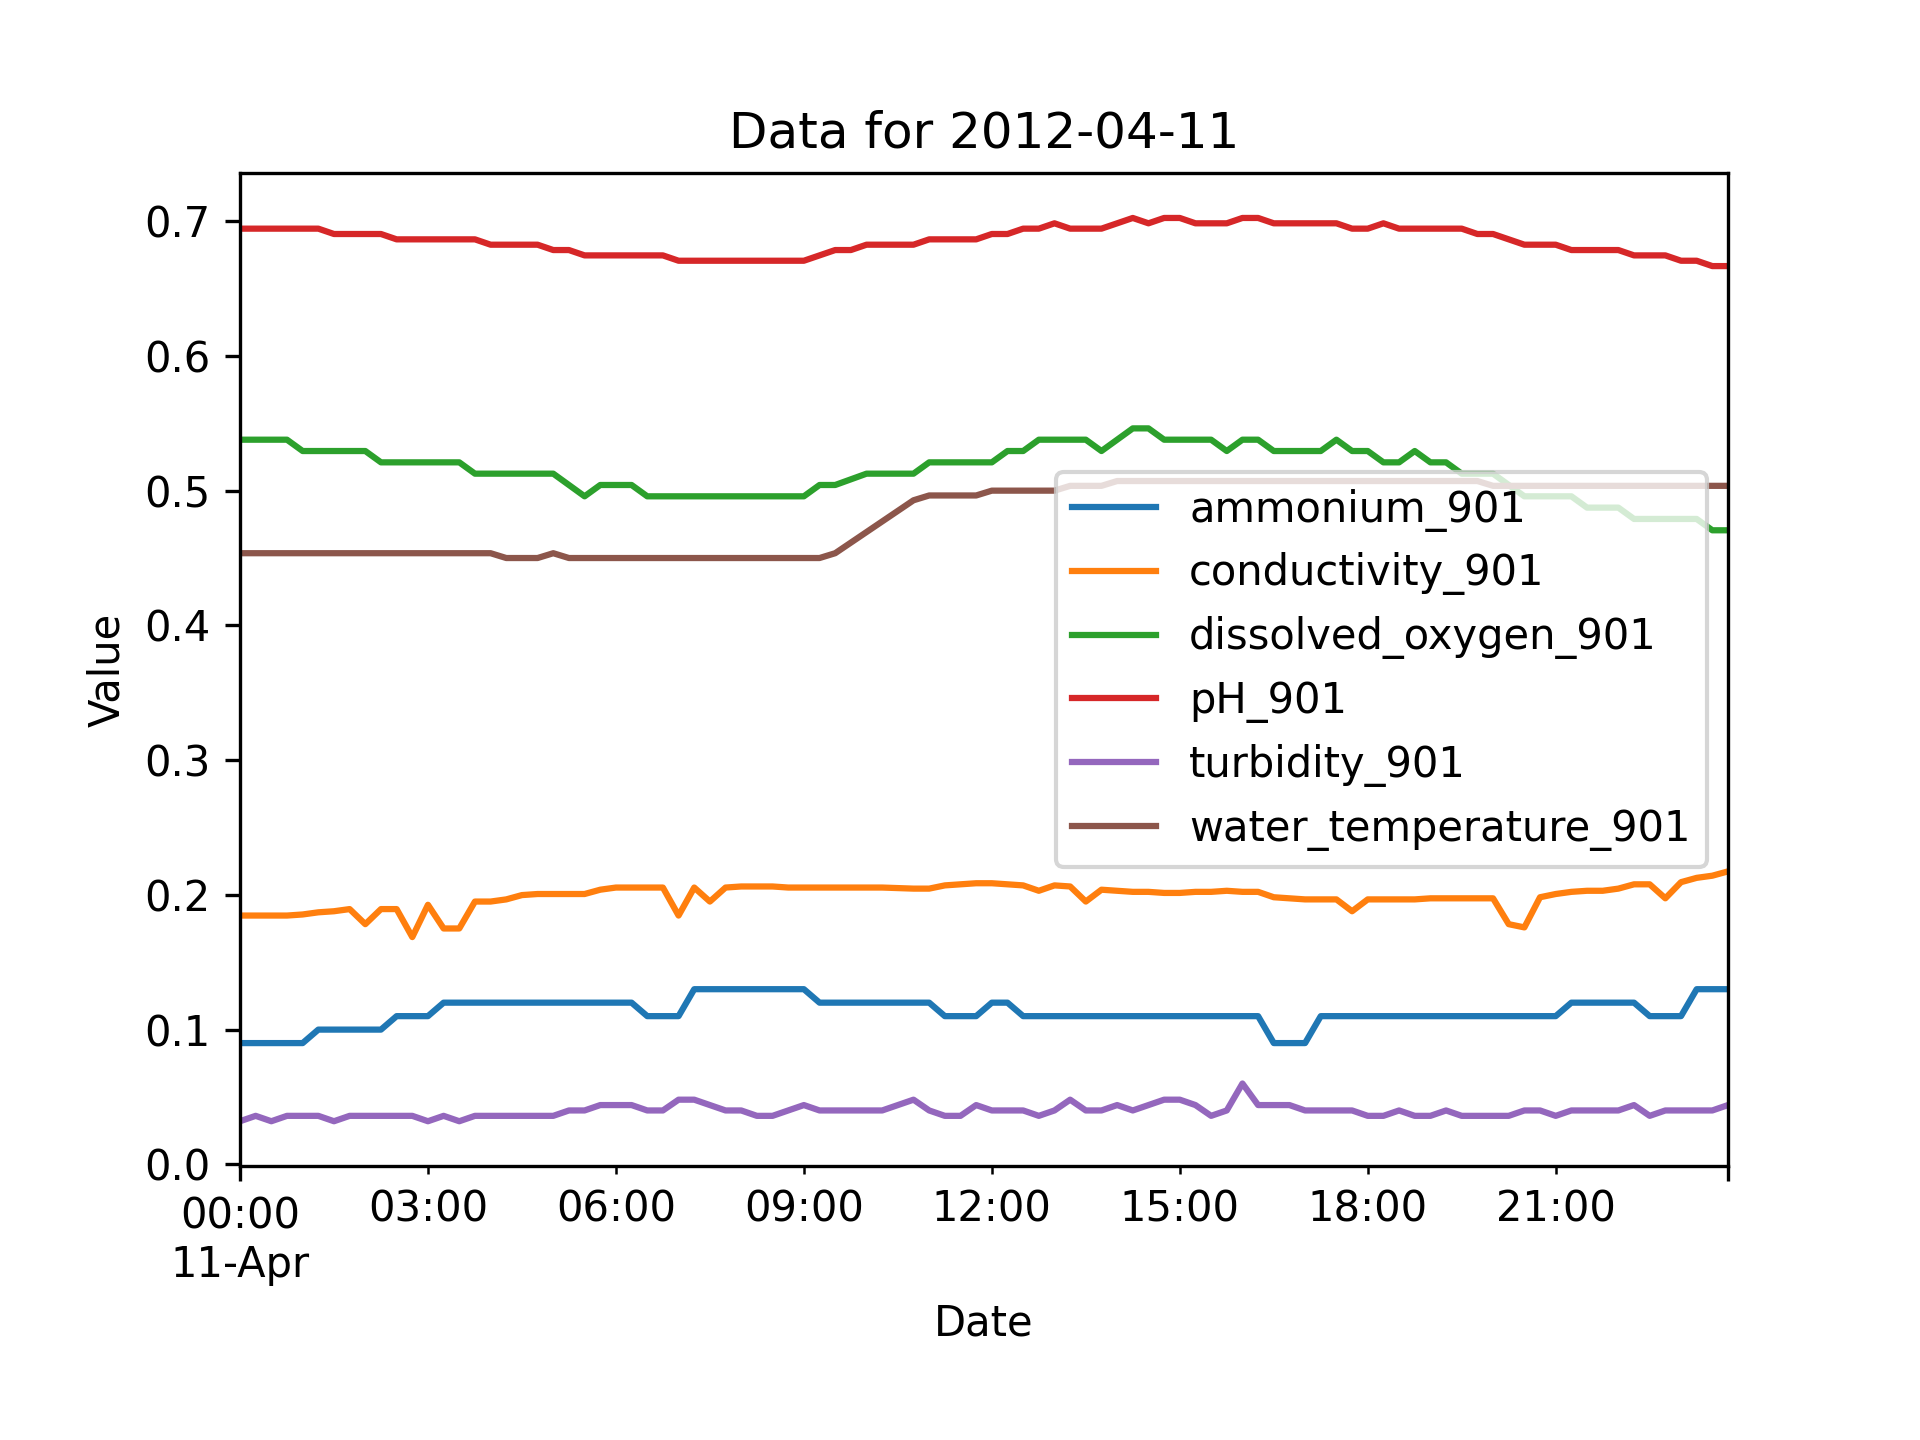 Data for 2012-04-11
0.7
0.6
0.5
0.4
0.3
0.2
0.1
0.0
Value
ammonium_901
conductivity_901
dissolved_oxygen_901
pH_901
turbidity_901
water_temperature_901
00:00 03:00 06:00 09:00 12:00 15:00 18:00 21:00
11-Apr
Date